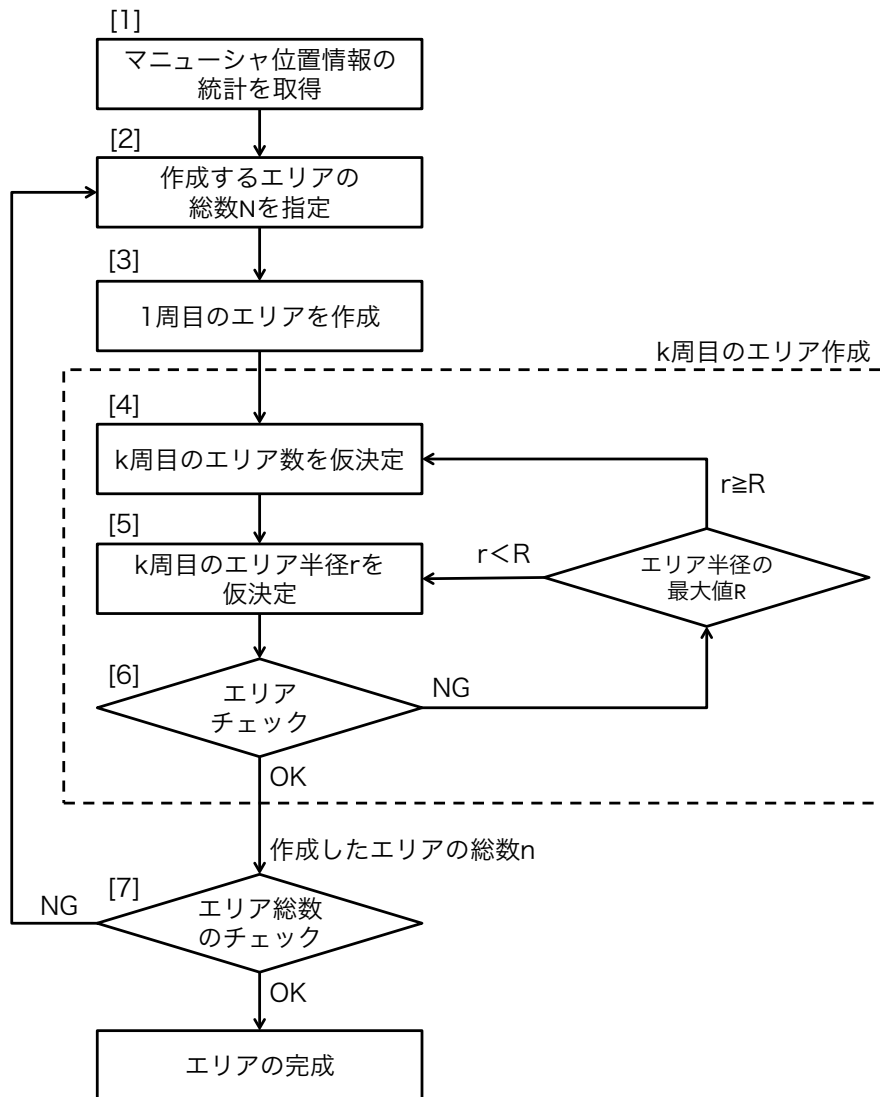 [1]
マニューシャ位置情報の
統計を取得
[2]
作成するエリアの
総数Nを指定
[3]
1周目のエリアを作成
k周目のエリア作成
[4]
k周目のエリア数を仮決定
r≧R
[5]
k周目のエリア半径rを
仮決定
r＜R
エリア半径の
最大値R
[6]
エリア
チェック
NG
OK
作成したエリアの総数n
[7]
エリア総数
のチェック
NG
OK
エリアの完成